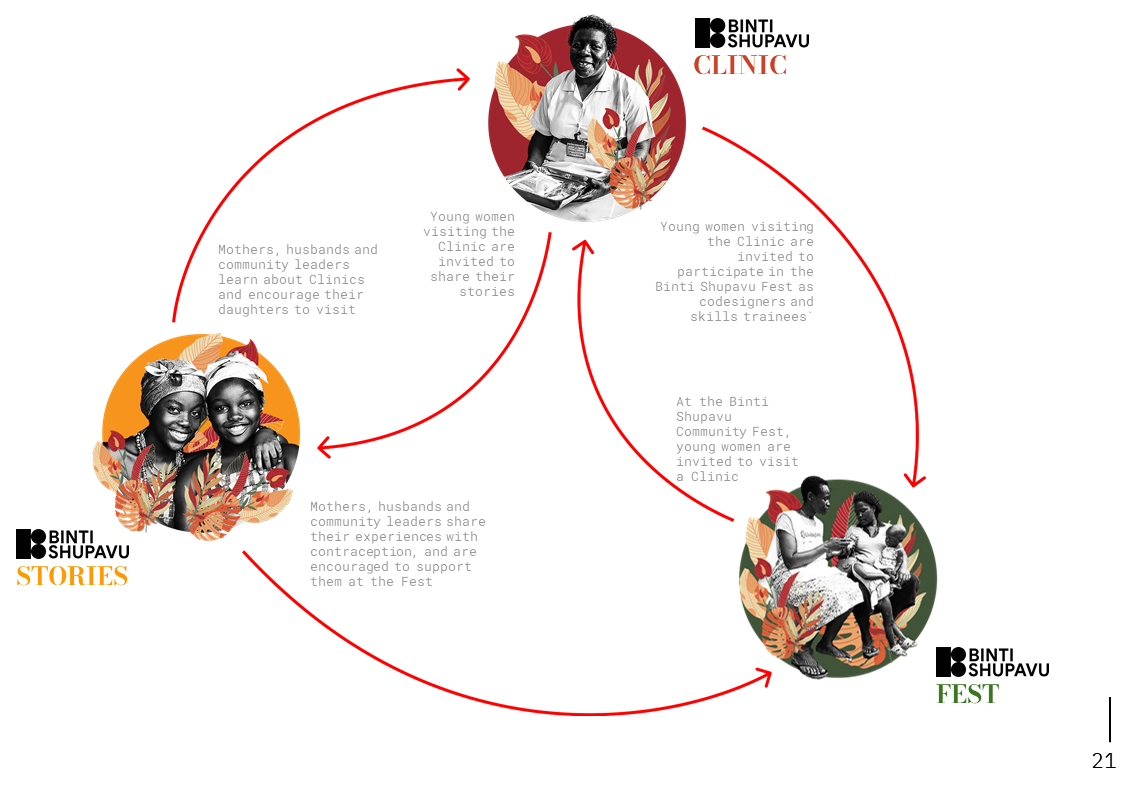 BINTI
SHUPAVU
CLINIC
Young women
visiting the
Clinic are
invited to
share their
stories
Young women visiting
the Clinic are
invited to
participate in the
Binti Shupavu Fest as
codesigners and
skills trainees`
Mothers, husbands and
community leaders
learn about Clinics
and encourage their
daughters to visit
At the Binti
Shupavu
Community Fest,
young women are
invited to visit
a Clinic
Mothers, husbands and
community leaders share
their experiences with
contraception, and are
encouraged to support
them at the Fest
BINTI
SHUPAVU
STORIES
BINTI
SHUPAVU
FEST
21